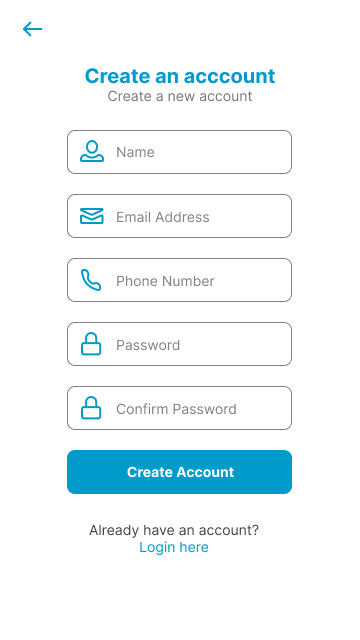 Create an acccount
Create a new account
Name
Email Address
Phone Number
Password
Confirm Password
Create Account
Already have an account?
Login here